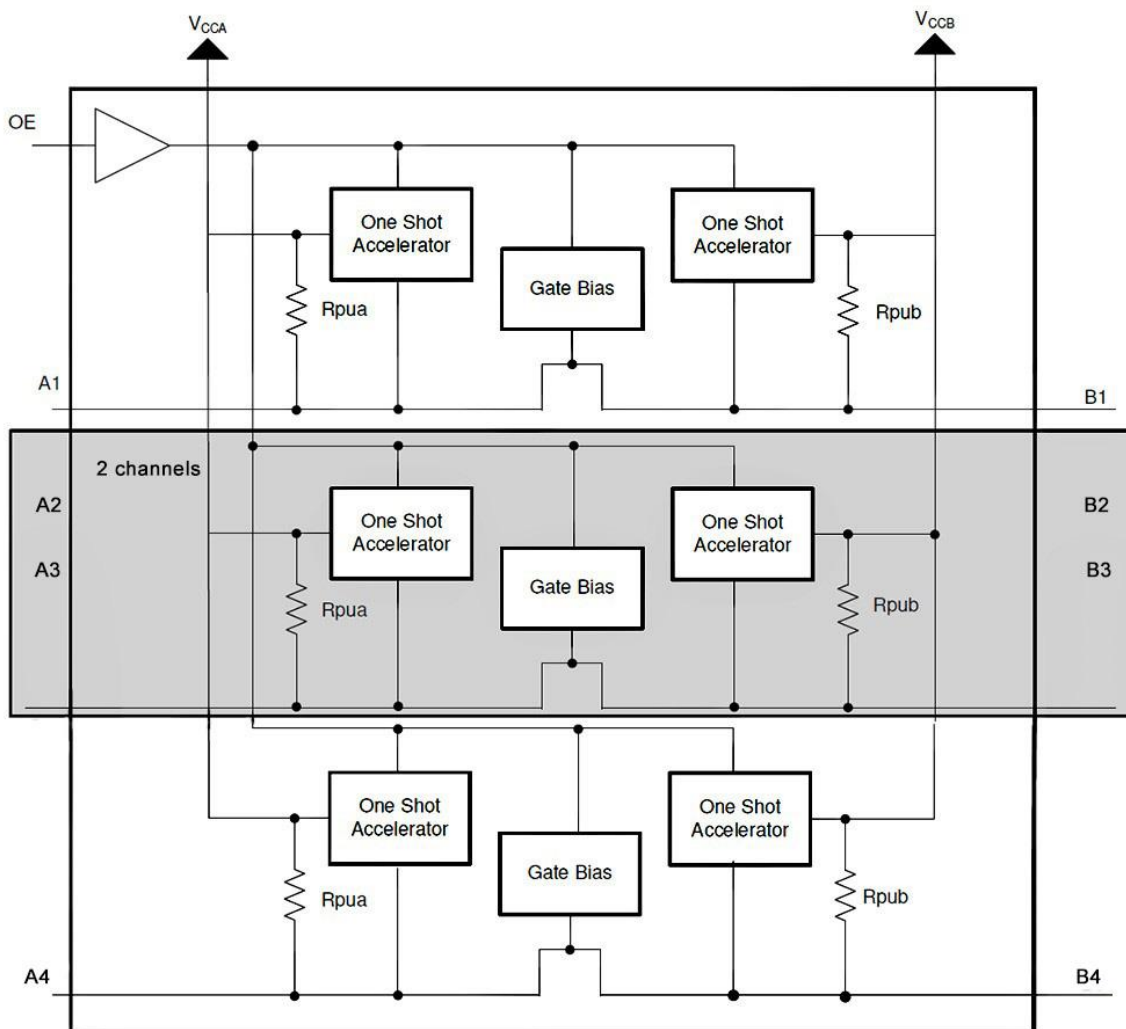 VCCA
VCCB
OE
One Shot
Accelerator
One Shot
Accelerator
Gate Bias
Rpua
Rpub
A1
B1
2 channels
A2
B2
One Shot
Accelerator
One Shot
Accelerator
A3
B3
Gate Bias
Rpua
Rpub
One Shot
Accelerator
One Shot
Accelerator
Gate Bias
Rpua
Rpub
A4
B4